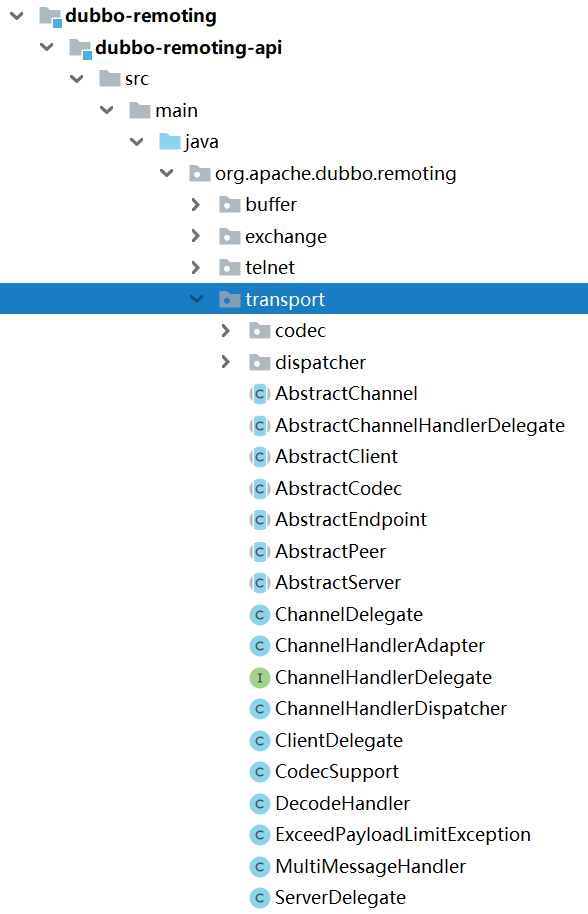 dubbo-remoting
dubbo-remoting-api
src
main
java
org.apache.dubbo.remoting
buffer
exchange
telnet
transport
codec
dispatcher
C AbstractChannel
C AbstractChannelHandlerDelegate
C AbstractClient
C AbstractCodec
C AbstractEndpoint
C AbstractPeer
C AbstractServer
C ChannelDelegate
C ChannelHandlerAdapter
I ChannelHandlerDelegate
C ChannelHandlerDispatcher
C ClientDelegate
C CodecSupport
C DecodeHandler
C ExceedPayloadLimitException
C MultiMessageHandler
C ServerDelegate